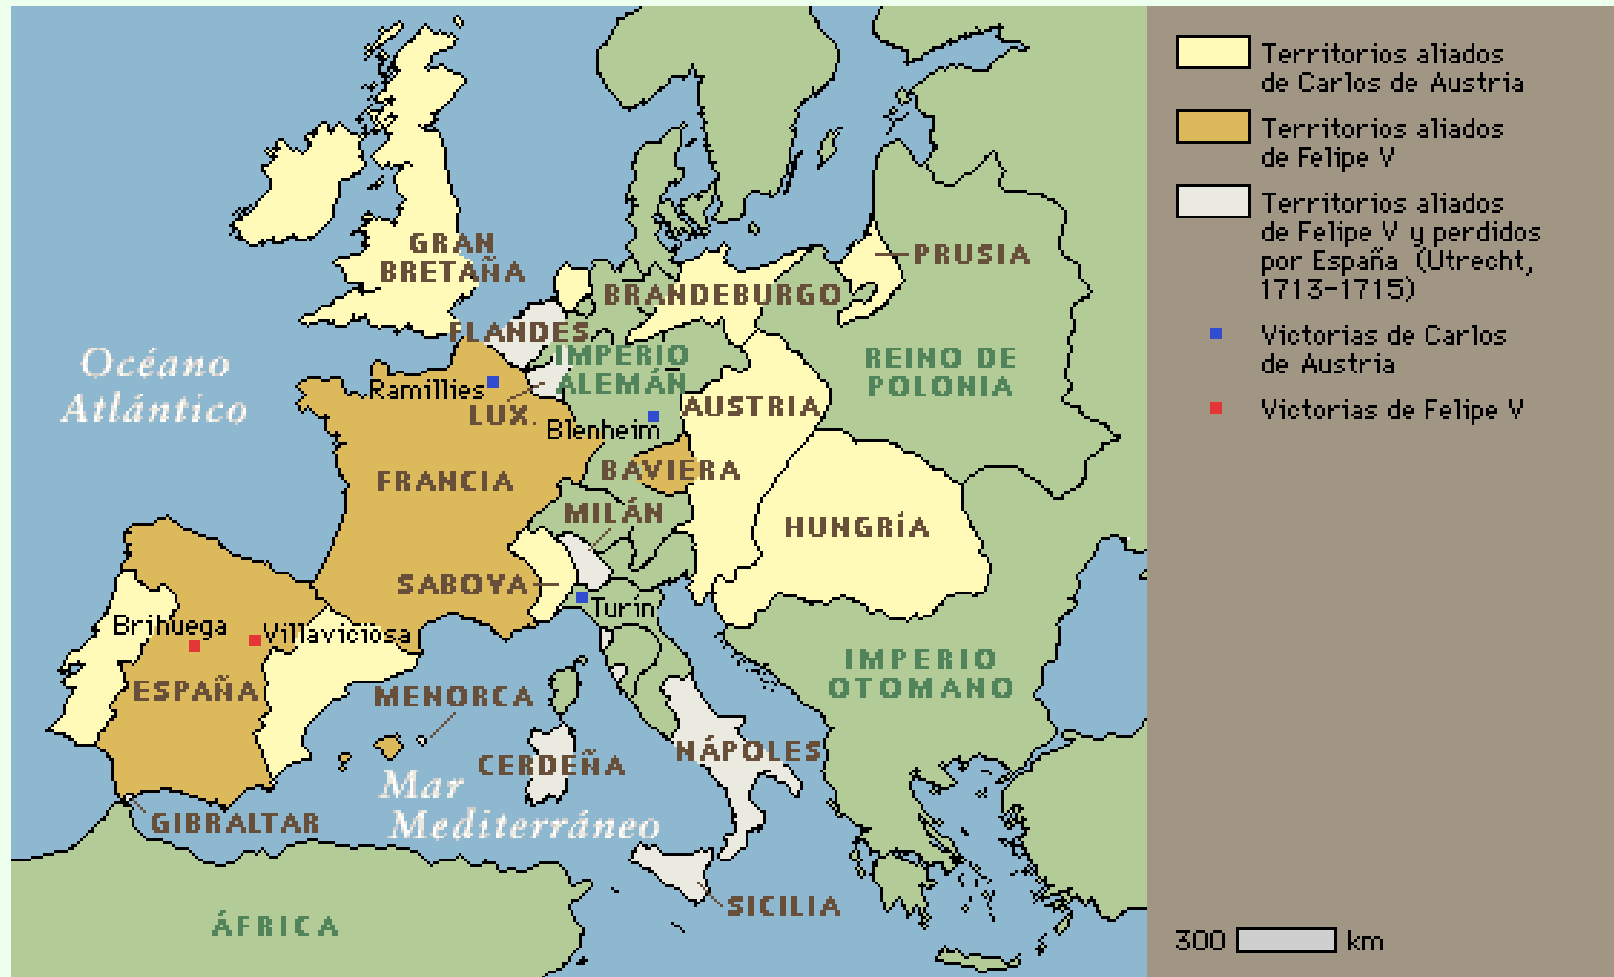 GRAN
BRETAÑA
PRUSIA
BRANDEBURGO
FLANDES
IMPERIO
ALEMÁN
REINO DE
POLONIA
Océano
Atlántico
Ramillies
LUX.
AUSTRIA
Blenheim
BAVIERA
FRANCIA
MILÁN
HUNGRÍA
SABOYA
Turín
Brihuega
Villaviciosa
ESPAÑA
MENORCA
IMPERIO
OTOMANO
CERDEÑA
NÁPOLES
Mar
Mediterráneo
GIBRALTAR
SICILIA
ÁFRICA
Territorios aliados
de Carlos de Austria
Territorios aliados
de Felipe V
Territorios aliados
de Felipe V y perdidos
por España (Utrecht,
1713-1715)
Victorias de Carlos
de Austria
Victorias de Felipe V
300 km